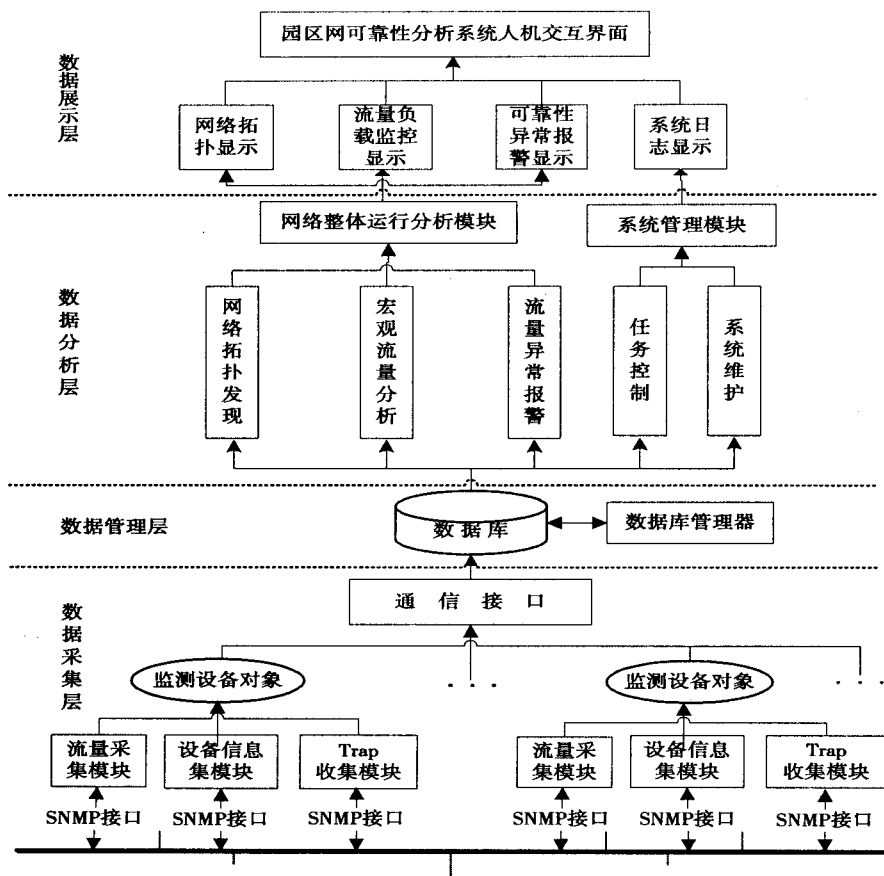 园区网可靠性分析系统人机交互界面
数据展示层
网络拓
扑显示
流量负
载监控
显示
可靠性
异常报
警显示
系统日
志显示
网络整体运行分析模块
系统管理模块
数据分析层
网络拓扑发现
宏观流量分析
流量异常报警
任务控制
系统维护
数据管理层
数据库
数据库管理器
数据采集层
通信接口
监测设备对象
. . .
监测设备对象
. . .
流量采
集模块
设备信息
集模块
Trap
收集模块
流量采
集模块
设备信息
集模块
Trap
收集模块
SNMP接口
SNMP接口
SNMP接口
SNMP接口
SNMP接口
SNMP接口